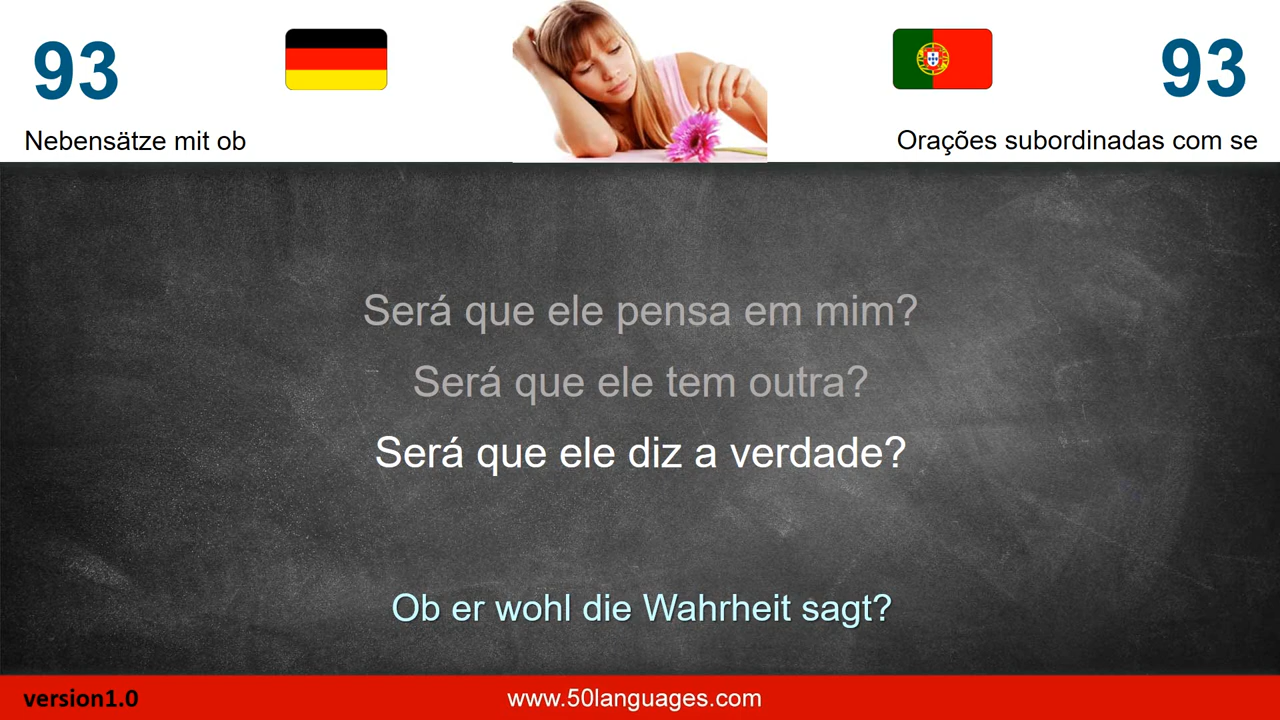 93
93
Nebensätze mit ob
Orações subordinadas com se
Será que ele pensa em mim?
Será que ele tem outra?
Será que ele diz a verdade?
Ob er wohl die Wahrheit sagt?
version1.0
www.50languages.com